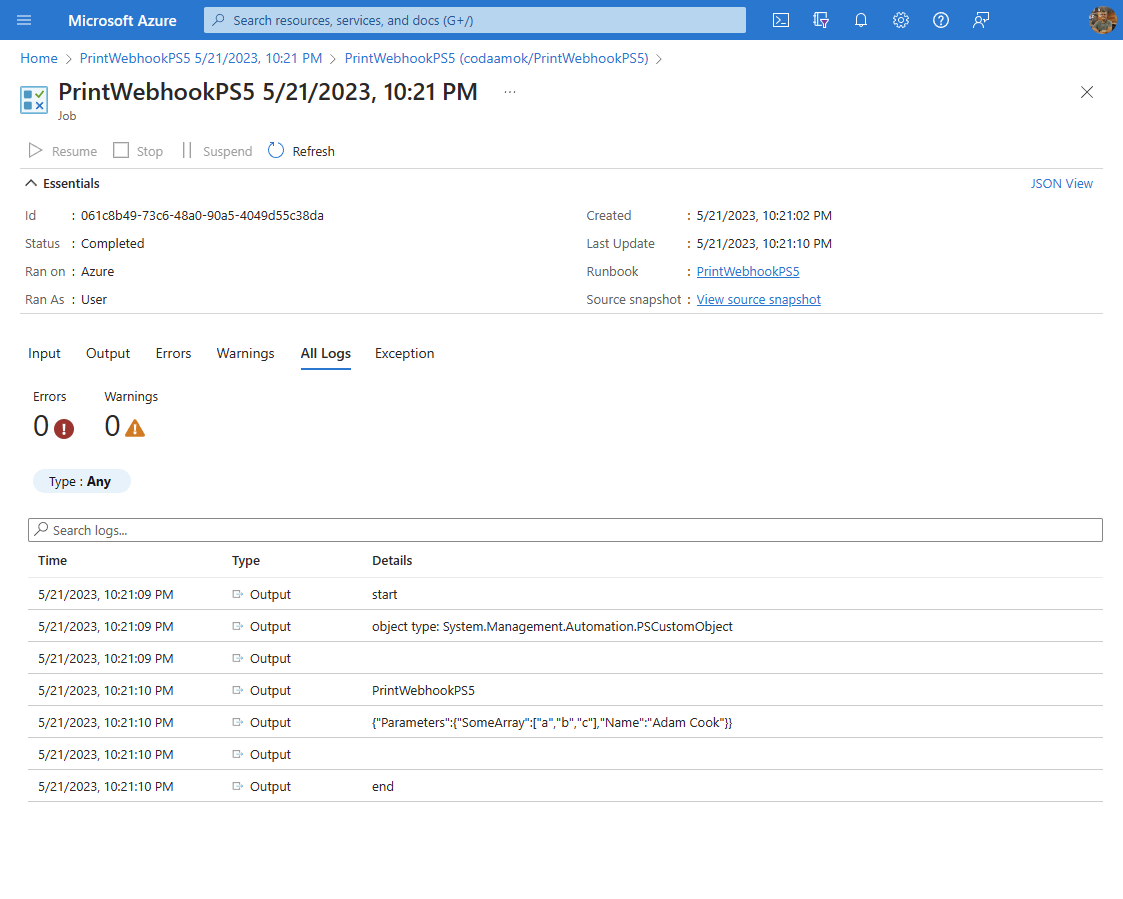 Microsoft Azure
Search resources, services, and docs (G+/)
Home > PrintWebhookPS5 5/21/2023, 10:21 PM > PrintWebhookPS5 (codaamok/PrintWebhookPS5) >
PrintWebhookPS5 5/21/2023, 10:21 PM ...
Job
Resume Stop Suspend Refresh
Essentials JSON View
Id : 061c8b49-73c6-48a0-90a5-4049d55c38da Created : 5/21/2023, 10:21:02 PM
Status : Completed Last Update : 5/21/2023, 10:21:10 PM
Ran on : Azure Runbook : PrintWebhookPS5
Ran As : User Source snapshot : View source snapshot
Input Output Errors Warnings All Logs Exception
Errors Warnings
0 0
Type : Any
Search logs...
Time Type Details
5/21/2023, 10:21:09 PM Output start
5/21/2023, 10:21:09 PM Output object type: System.Management.Automation.PSCustomObject
5/21/2023, 10:21:09 PM Output
5/21/2023, 10:21:10 PM Output PrintWebhookPS5
5/21/2023, 10:21:10 PM Output {"Parameters":{"SomeArray":["a","b","c"],"Name":"Adam Cook"}}
5/21/2023, 10:21:10 PM Output
5/21/2023, 10:21:10 PM Output end